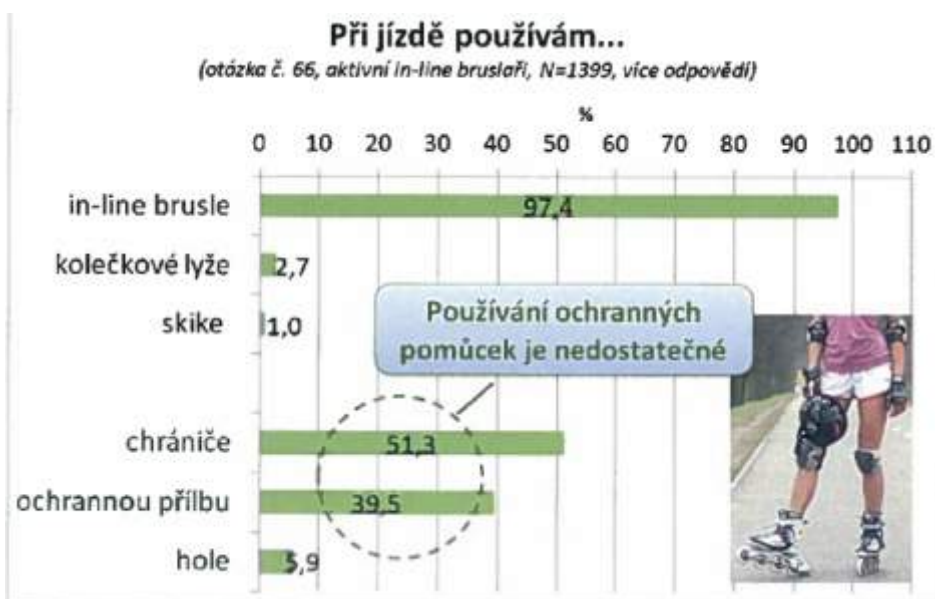 Při jízdě používám...
(otázka č. 66, aktivní in-line bruslaři, N=1399, více odpovědí)
%
0 10 20 30 40 50 60 70 80 90 100 110
in-line brusle 97,4
kolečkové lyže 2,7
skike 1,0
Používání ochranných
pomůcek je nedostatečné
chrániče 51,3
ochrannou přílbu 39,5
hole 5,9